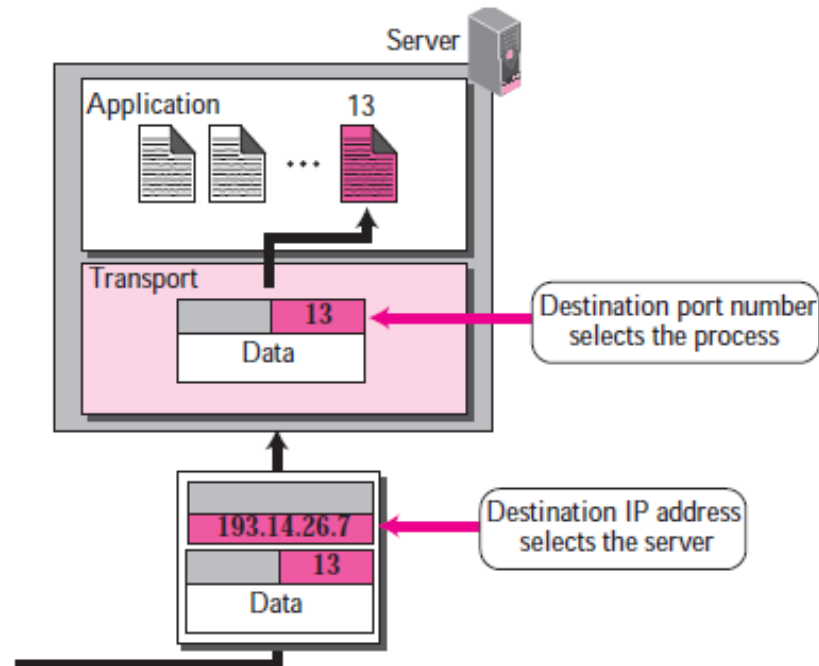 Server
Application
13
...
Transport
13
Data
Destination port number
selects the process
193.14.26.7
13
Data
Destination IP address
selects the server